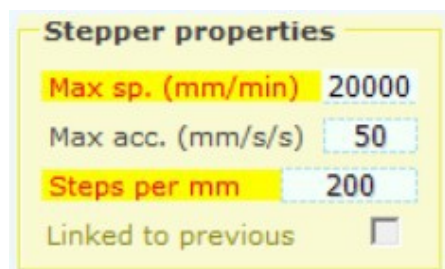 Stepper properties
Max sp. (mm/min) 20000
Max acc. (mm/s/s) 50
Steps per mm 200
Linked to previous